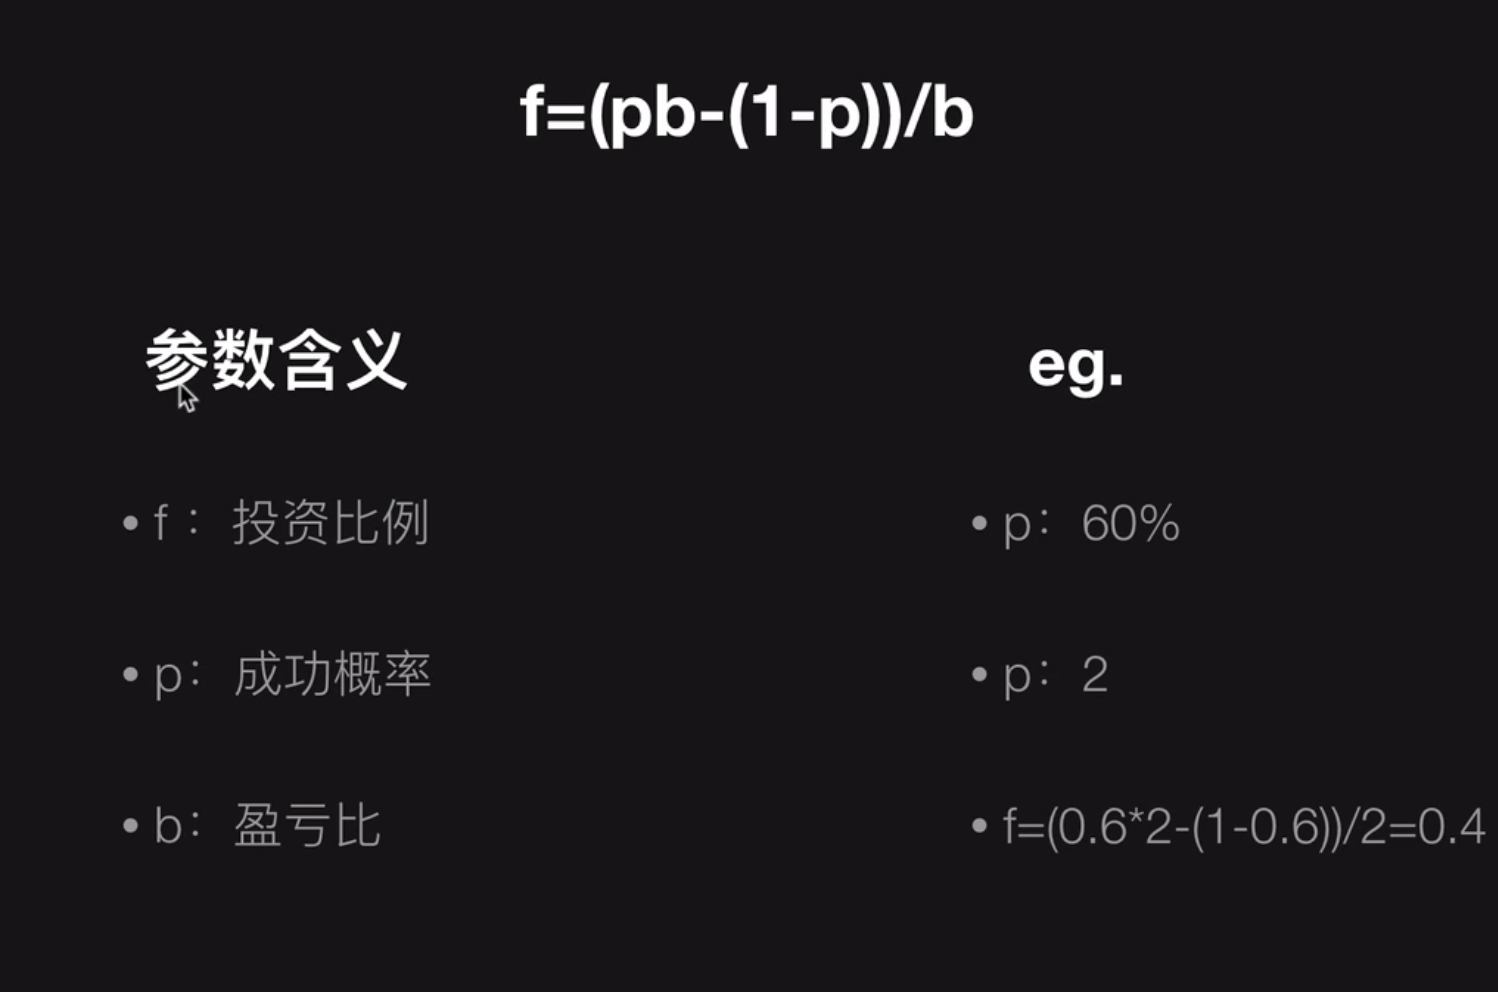 f=(pb-(1-p))/b
参数含义
• f： 投资比例
• p： 成功概率
• b： 盈亏比
eg.
• p： 60%
• p： 2
• f=(0.6*2-(1-0.6))/2=0.4